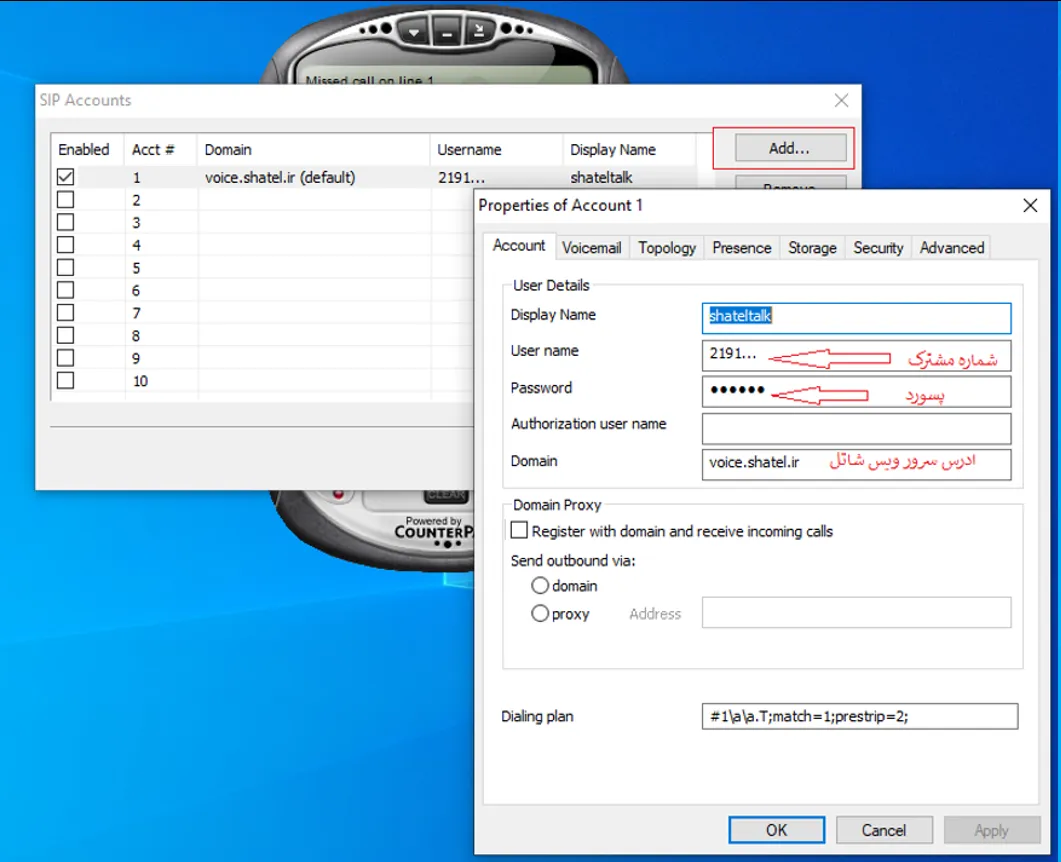 Missed call on line 1
SIP Accounts
Enabled Acct # Domain Username Display Name
Add...
1 voice.shatel.ir (default) 2191... shateltalk
Remove
2
3
4
5
6
7
8
9
10
CLEAR
Powered by
COUNTERPA
Properties of Account 1
Account Voicemail Topology Presence Storage Security Advanced
User Details
Display Name shateltalk
User name 2191... شماره مشترک
Password •••••• پسورد
Authorization user name
Domain voice.shatel.ir ادرس سرور ویس شاتل
Domain Proxy
Register with domain and receive incoming calls
Send outbound via:
domain
proxy Address
Dialing plan #1\a\a.T;match=1;prestrip=2;
OK Cancel Apply